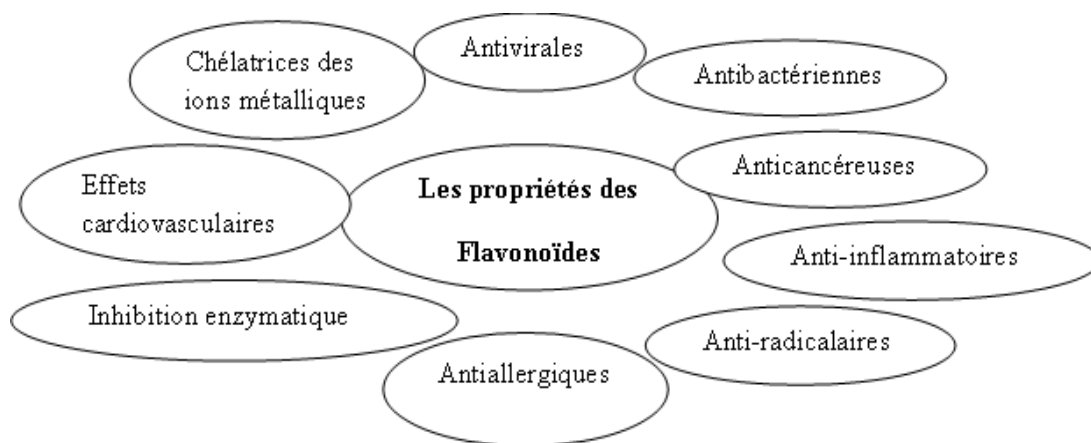 Chélatrices des
ions métalliques
Antivirales
Antibactériennes
Effets
cardiovasculaires
Les propriétés des
Flavonoïdes
Anticancéreuses
Anti-inflammatoires
Inhibition enzymatique
Antiallergiques
Anti-radicalaires